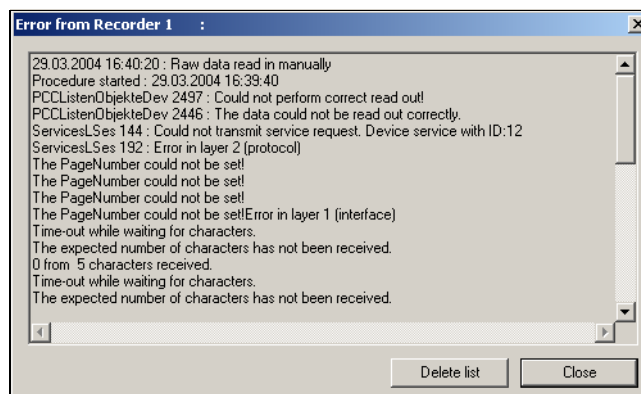 Error from Recorder 1 :
29.03.2004 16:40:20 : Raw data read in manually
Procedure started : 29.03.2004 16:39:40
PCCListenObjekteDev 2497 : Could not perform correct read out!
PCCListenObjekteDev 2446 : The data could not be read out correctly.
ServicesLSes 144 : Could not transmit service request. Device service with ID:12
ServicesLSes 192 : Error in layer 2 (protocol)
The PageNumber could not be set!
The PageNumber could not be set!
The PageNumber could not be set!
The PageNumber could not be set!Error in layer 1 (interface)
Time-out while waiting for characters.
The expected number of characters has not been received.
0 from  5 characters received.
Time-out while waiting for characters.
The expected number of characters has not been received.
Delete list
Close